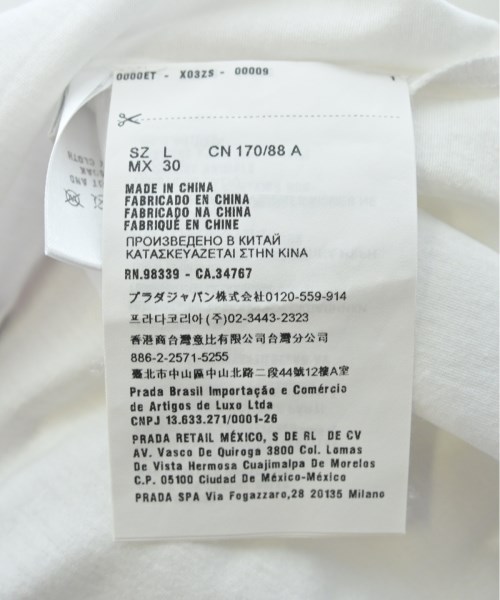 0000ET - X03ZS - 00009
1
SZ L CN 170/88 A
MX 30
MADE IN CHINA
FABRICADO EN CHINA
FABRICADO NA CHINA
FABRIQUÉ EN CHINE
ПРОИЗВЕДЕНО В КИТАЙ
ΚΑΤΑΣΚΕΥΑΖΕΤΑΙ ΣΤΗΝ ΚΙΝΑ
RN.98339 - CA.34767
プラダジャパン株式会社0120-559-914
프라다코리아(주)02-3443-2323
香港商台灣意比有限公司台灣分公司
886-2-2571-5255
臺北市中山區中山北路二段44號12樓A室
Prada Brasil Importação e Comércio
de Artigos de Luxo Ltda
CNPJ 13.633.271/0001-26
PRADA RETAIL MÉXICO, S DE RL DE CV
AV. Vasco De Quiroga 3800 Col. Lomas
De Vista Hermosa Cuajimalpa De Morelos
C.P. 05100 Ciudad De México-México
PRADA SPA Via Fogazzaro,28 20135 Milano